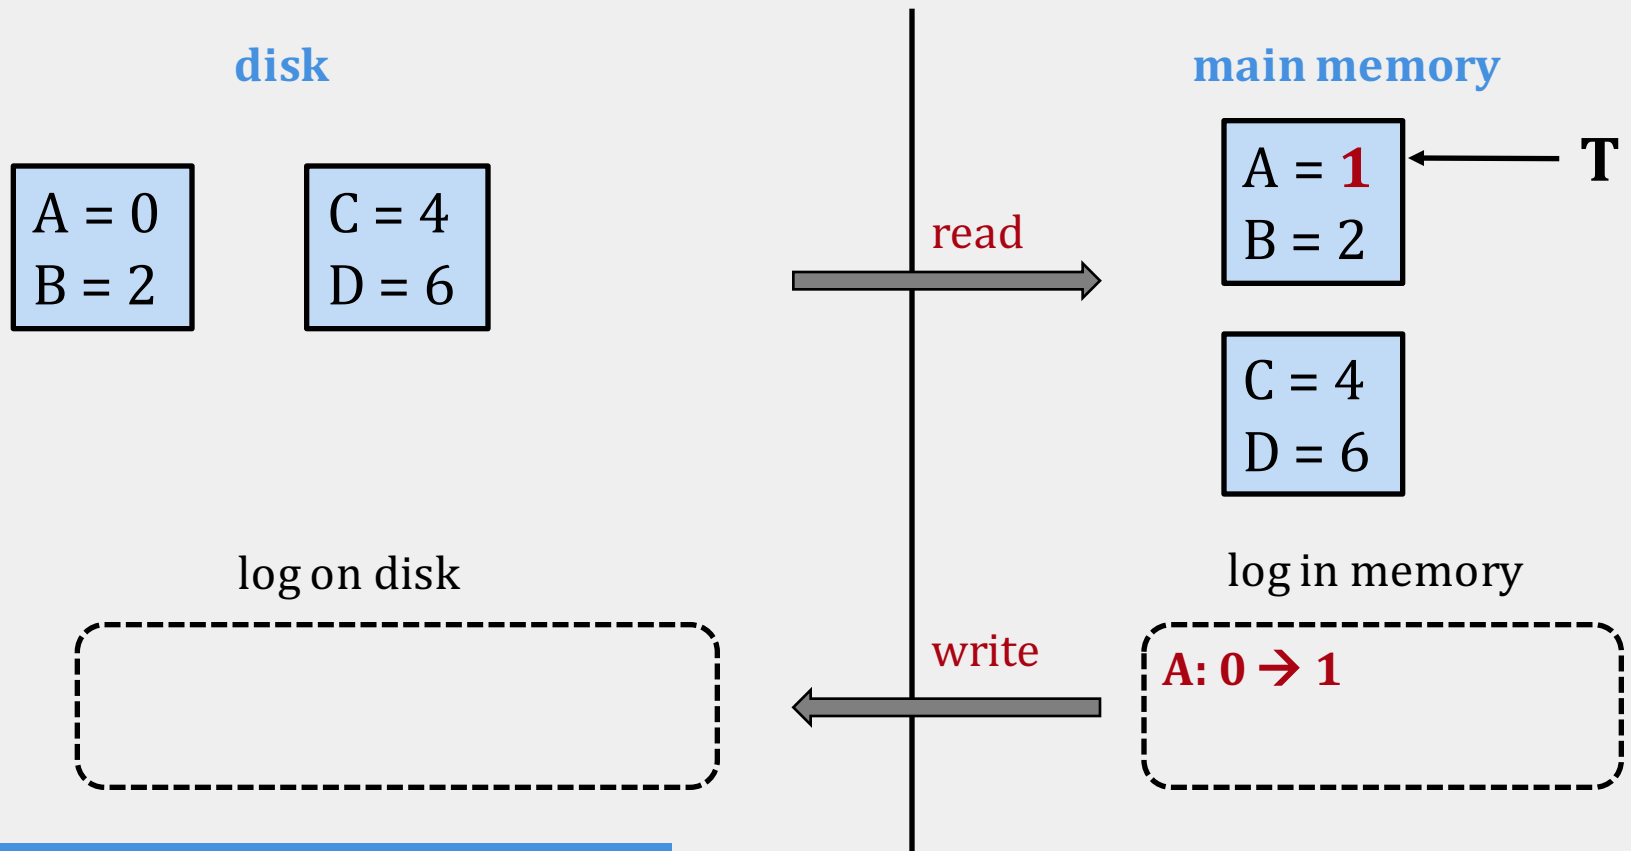 disk
A = 0
B = 2
C = 4
D = 6
read
main memory
A = 1
B = 2
T
C = 4
D = 6
log on disk
write
log in memory
A: 0 → 1